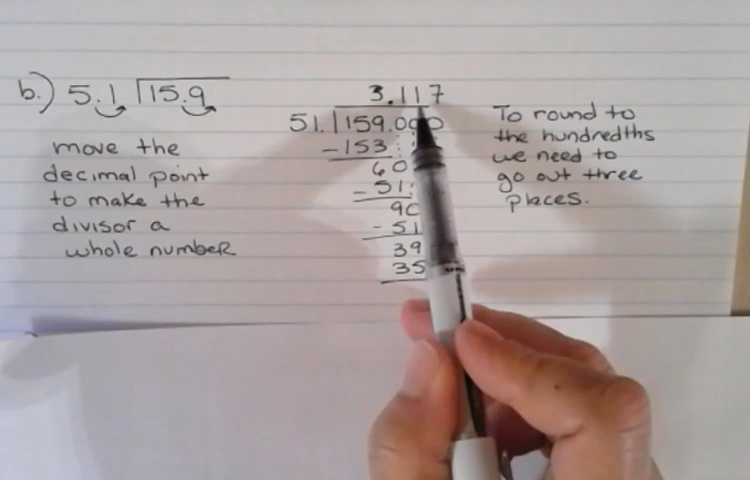 b.) 5.1 15.9
move the
decimal point
to make the
divisor a
whole number
3.117
51. 159.000
-153
60
-51
90
-51
39
35
To round to
the hundredths
we need to
go out three
places.